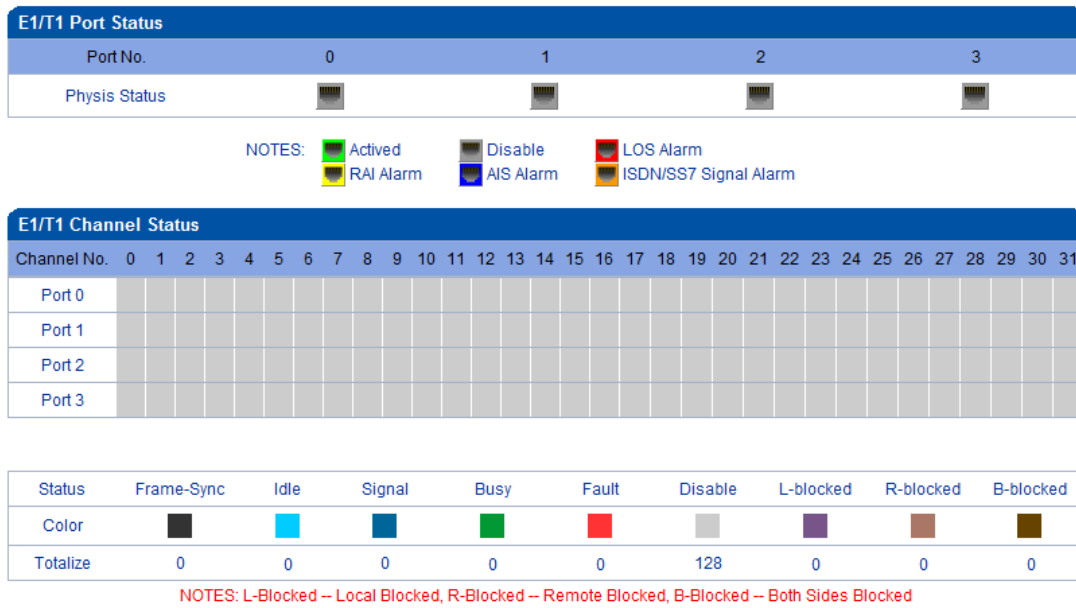 E1/T1 Port Status
Port No. 0 1 2 3
Physis Status
NOTES: Actived Disable LOS Alarm
RAI Alarm AIS Alarm ISDN/SS7 Signal Alarm
E1/T1 Channel Status
Channel No. 0 1 2 3 4 5 6 7 8 9 10 11 12 13 14 15 16 17 18 19 20 21 22 23 24 25 26 27 28 29 30 31
Port 0
Port 1
Port 2
Port 3
Status Frame-Sync Idle Signal Busy Fault Disable L-blocked R-blocked B-blocked
Color
Totalize 0 0 0 0 0 128 0 0 0
NOTES: L-Blocked -- Local Blocked, R-Blocked -- Remote Blocked, B-Blocked -- Both Sides Blocked